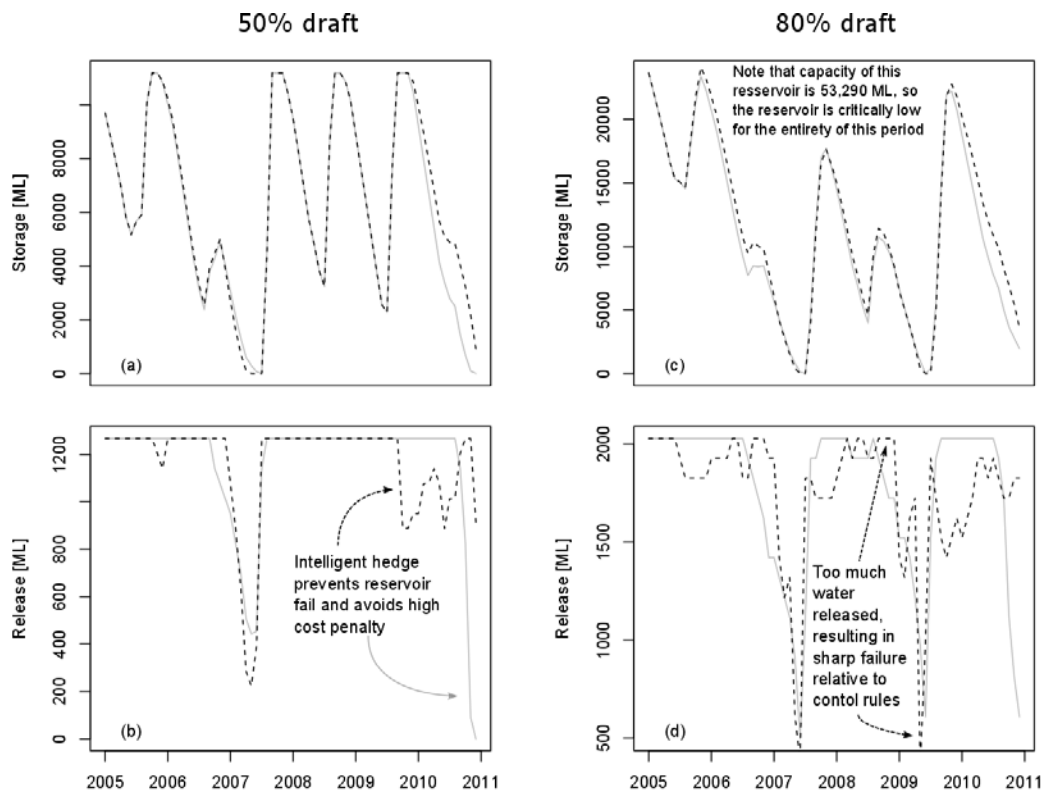 50% draft
80% draft
Storage [ML]
0
2000
4000
6000
8000
(a)
Storage [ML]
0
5000
10000
15000
20000
Note that capacity of this
resservoir is 53,290 ML, so
the reservoir is critically low
for the entirety of this period
(c)
Release [ML]
0
200
400
600
800
1200
Intelligent hedge
prevents reservoir
fail and avoids high
cost penalty
(b)
2005 2006 2007 2008 2009 2010 2011
Release [ML]
500
1000
1500
2000
Too much
water
released,
resulting in
sharp failure
relative to
contol rules
(d)
2005 2006 2007 2008 2009 2010 2011